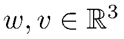 w, v ∈ ℝ³